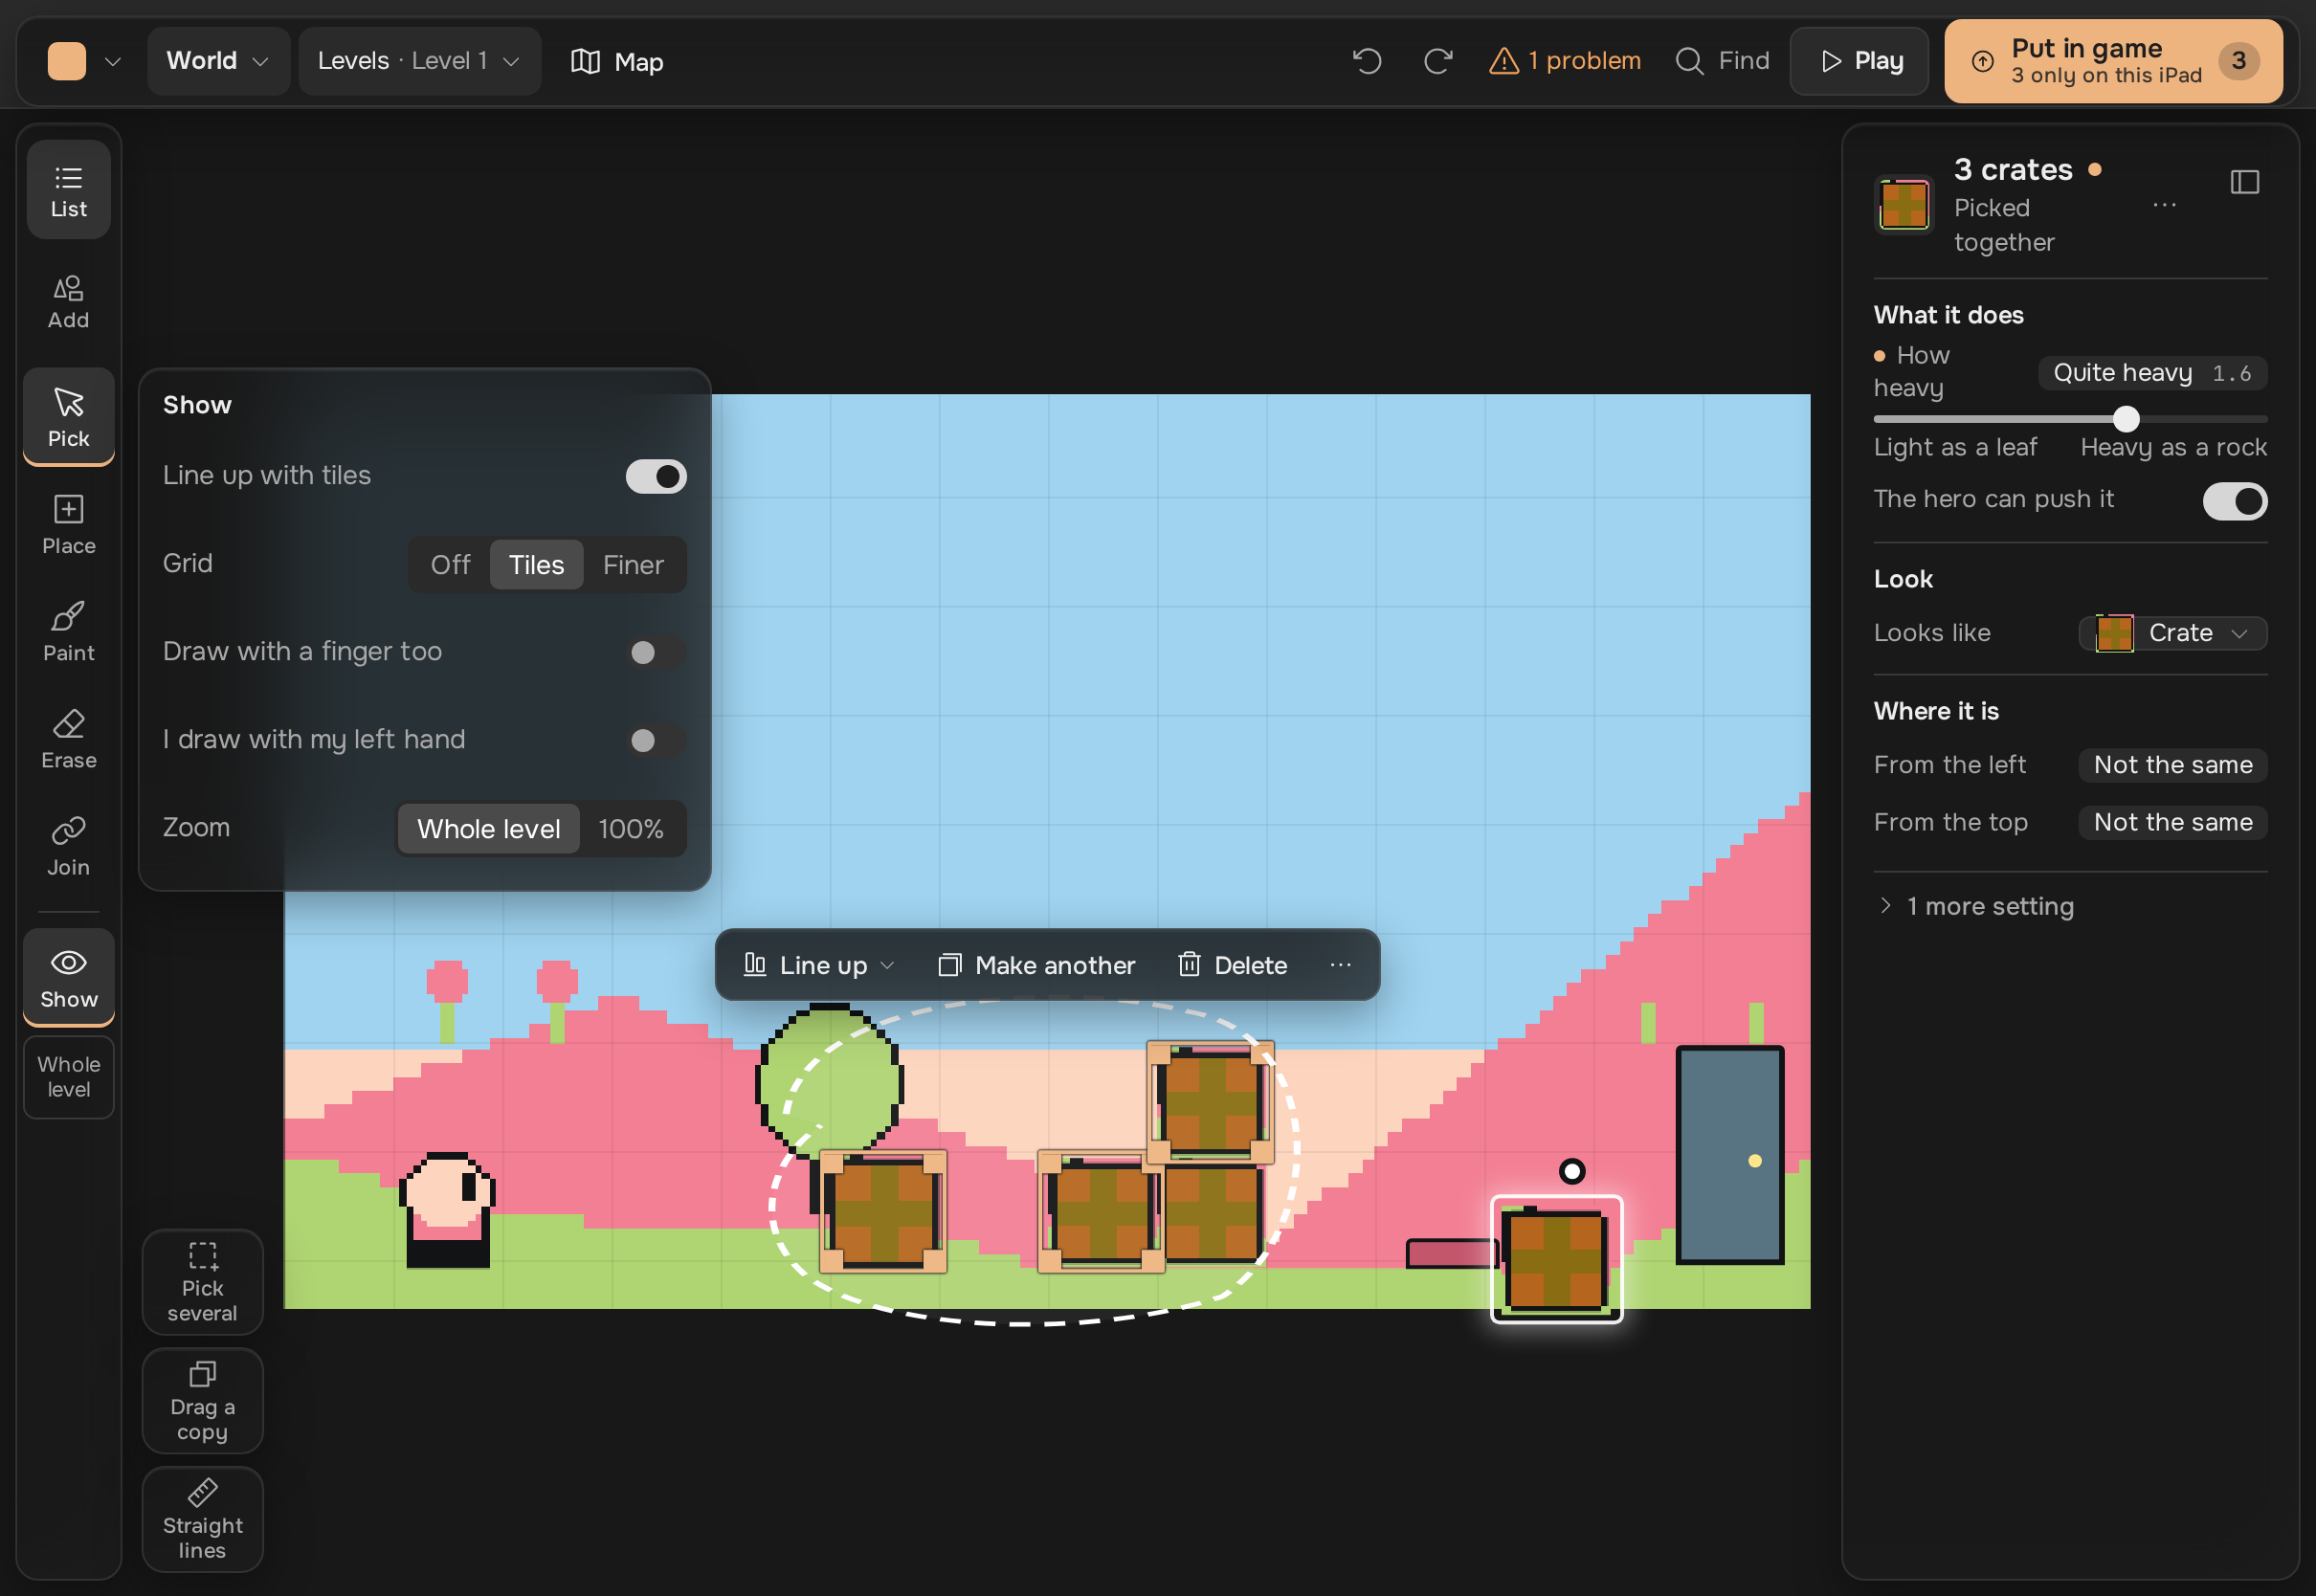 World
Levels · Level 1
Map
1 problem
Find
Play
Put in game
3 only on this iPad
3
List
Add
Pick
Place
Paint
Erase
Join
Show
Whole
level
Show
Line up with tiles
Grid
Off
Tiles
Finer
Draw with a finger too
I draw with my left hand
Zoom
Whole level
100%
Line up
Make another
Delete
Pick
several
Drag a
copy
Straight
lines
3 crates
Picked
together
What it does
How
heavy
Quite heavy 1.6
Light as a leaf
Heavy as a rock
The hero can push it
Look
Looks like
Crate
Where it is
From the left
Not the same
From the top
Not the same
1 more setting